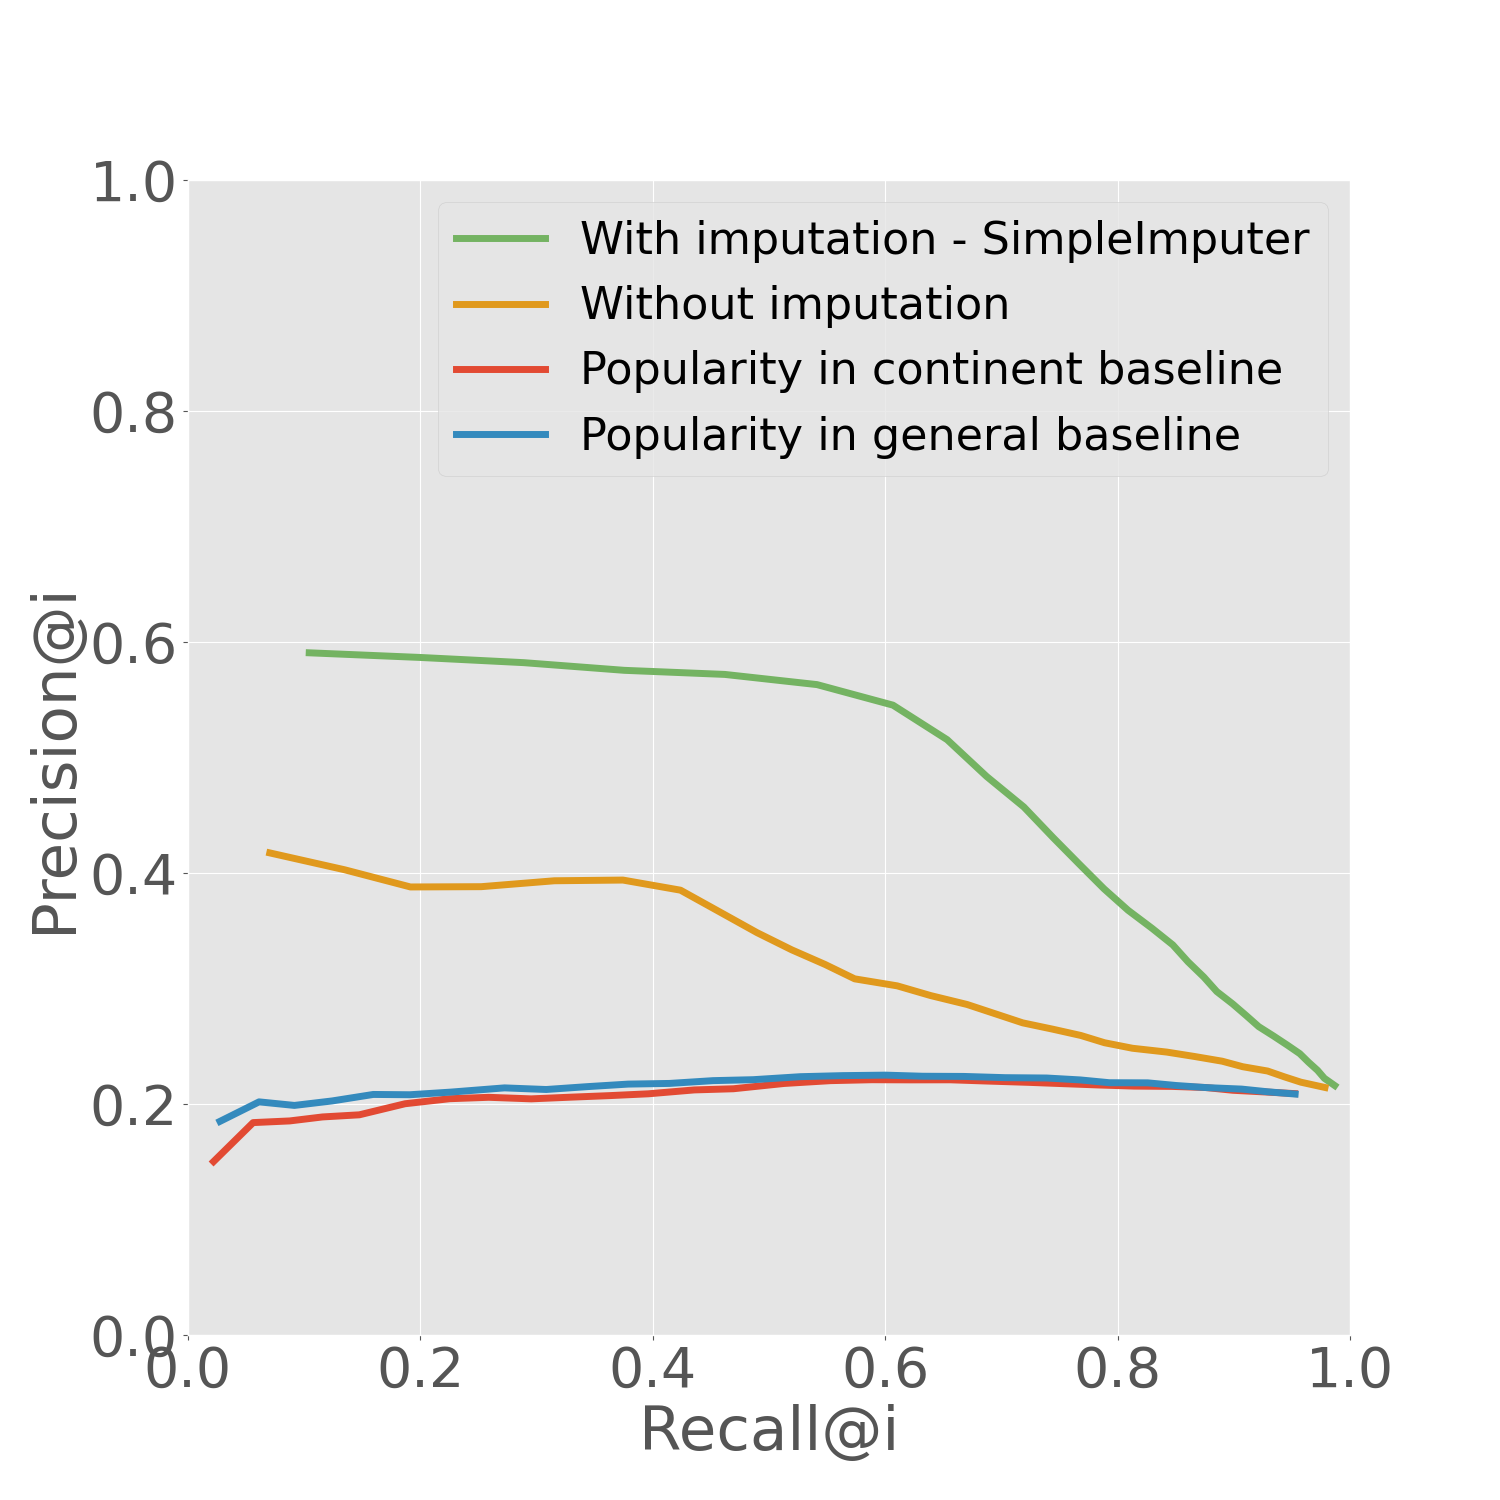 With imputation - SimpleImputer
Without imputation
Popularity in continent baseline
Popularity in general baseline
1.0
0.8
0.6
0.4
0.2
0.0
Precision@i
0.0 0.2 0.4 0.6 0.8 1.0
Recall@i